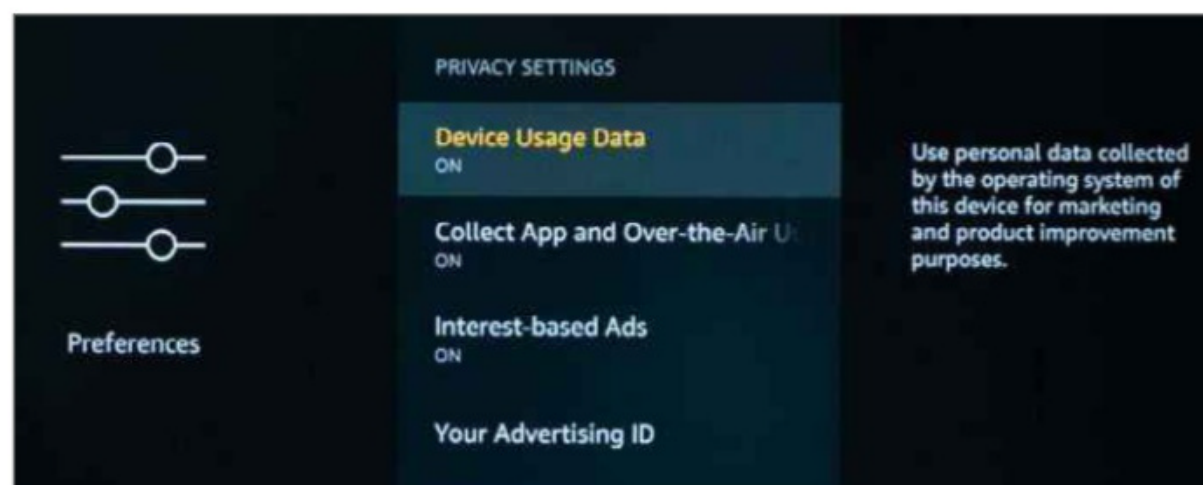 PRIVACY SETTINGS
Device Usage Data
ON
Collect App and Over-the-Air
ON
Interest-based Ads
ON
Your Advertising ID
Preferences
Use personal data collected
by the operating system of
this device for marketing
and product improvement
purposes.